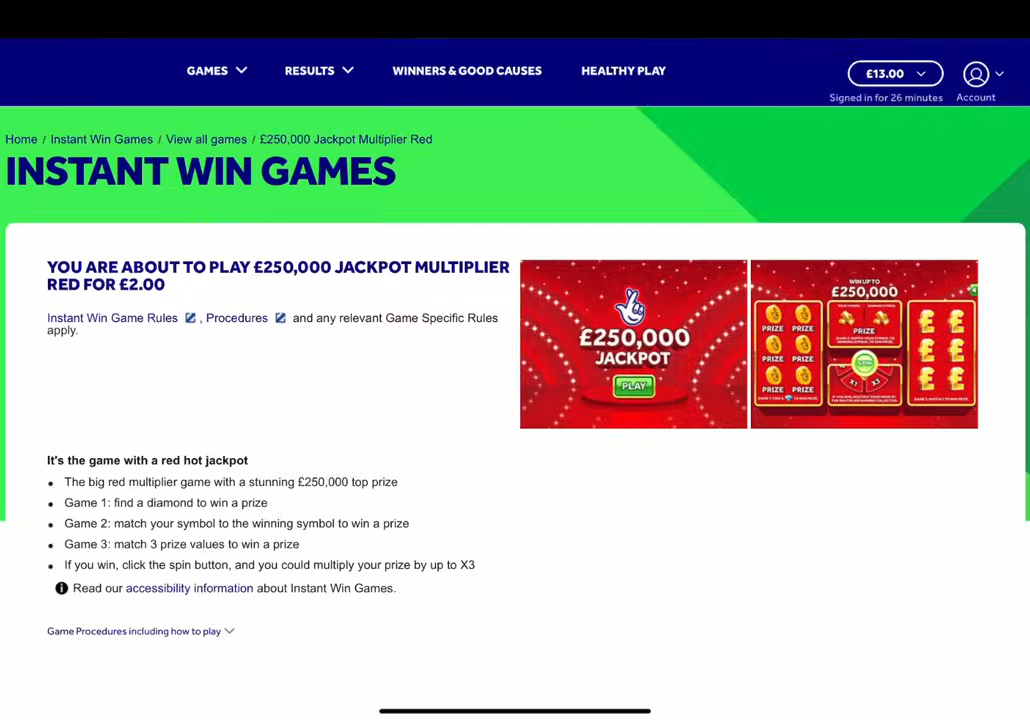 GAMES RESULTS WINNERS & GOOD CAUSES HEALTHY PLAY £13.00
Signed in for 26 minutes Account
Home / Instant Win Games / View all games / £250,000 Jackpot Multiplier Red
INSTANT WIN GAMES
YOU ARE ABOUT TO PLAY £250,000 JACKPOT MULTIPLIER
RED FOR £2.00
Instant Win Game Rules , Procedures and any relevant Game Specific Rules
apply.
£250,000
JACKPOT
PLAY
WIN UP TO
£250,000
PRIZE PRIZE
PRIZE PRIZE
PRIZE PRIZE
PRIZE
SPIN
X1 X3
It's the game with a red hot jackpot
• The big red multiplier game with a stunning £250,000 top prize
• Game 1: find a diamond to win a prize
• Game 2: match your symbol to the winning symbol to win a prize
• Game 3: match 3 prize values to win a prize
• If you win, click the spin button, and you could multiply your prize by up to X3
Read our accessibility information about Instant Win Games.
Game Procedures including how to play